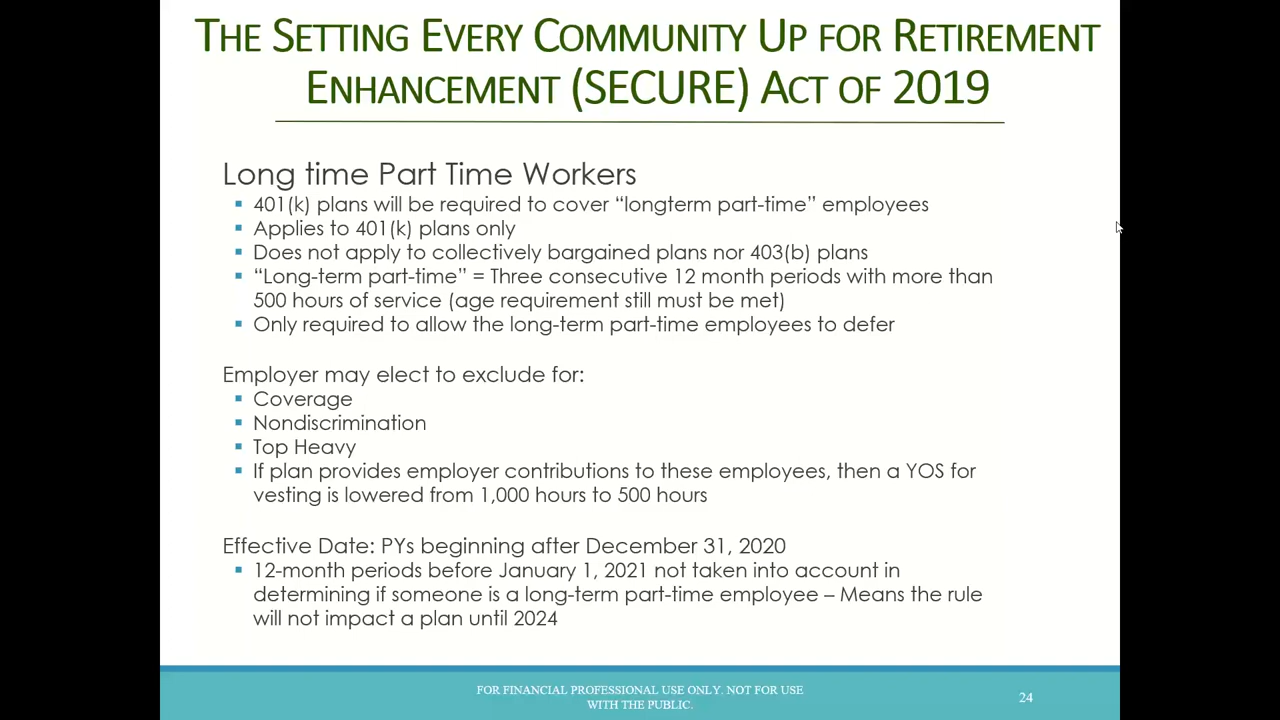 THE SETTING EVERY COMMUNITY UP FOR RETIREMENT
ENHANCEMENT (SECURE) ACT OF 2019
Long time Part Time Workers
▪ 401(k) plans will be required to cover “longterm part-time” employees
▪ Applies to 401(k) plans only
▪ Does not apply to collectively bargained plans nor 403(b) plans
▪ “Long-term part-time” = Three consecutive 12 month periods with more than
500 hours of service (age requirement still must be met)
▪ Only required to allow the long-term part-time employees to defer
Employer may elect to exclude for:
▪ Coverage
▪ Nondiscrimination
▪ Top Heavy
▪ If plan provides employer contributions to these employees, then a YOS for
vesting is lowered from 1,000 hours to 500 hours
Effective Date: PYs beginning after December 31, 2020
▪ 12-month periods before January 1, 2021 not taken into account in
determining if someone is a long-term part-time employee – Means the rule
will not impact a plan until 2024
FOR FINANCIAL PROFESSIONAL USE ONLY. NOT FOR USE
WITH THE PUBLIC.
24